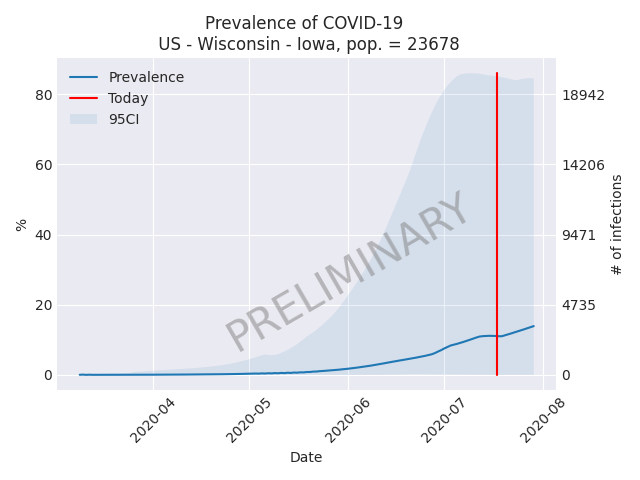 Prevalence of COVID-19
US - Wisconsin - Iowa, pop. = 23678
Prevalence
Today
95CI
80
60
40
20
0
%
18942
14206
9471
4735
0
# of infections
PRELIMINARY
2020-04
2020-05
2020-06
2020-07
2020-08
Date